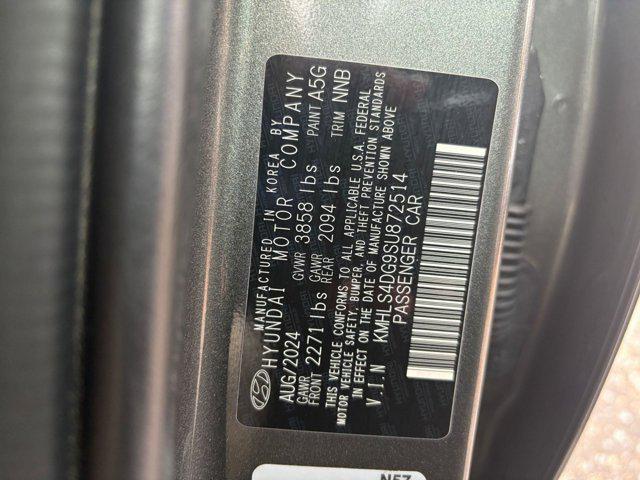 MANUFACTURED IN KOREA BY
HYUNDAI MOTOR COMPANY
AUG/2024 GVWR 3858 lbs PAINT A5G
GAWR FRONT 2271 lbs GAWR REAR 2094 lbs TRIM NNB
THIS VEHICLE CONFORMS TO ALL APPLICABLE U.S.A. FEDERAL
MOTOR VEHICLE SAFETY, BUMPER, AND THEFT PREVENTION STANDARDS
IN EFFECT ON THE DATE OF MANUFACTURE SHOWN ABOVE
V.I.N KMHLS4DG9SU872514
PASSENGER CAR
NFZ